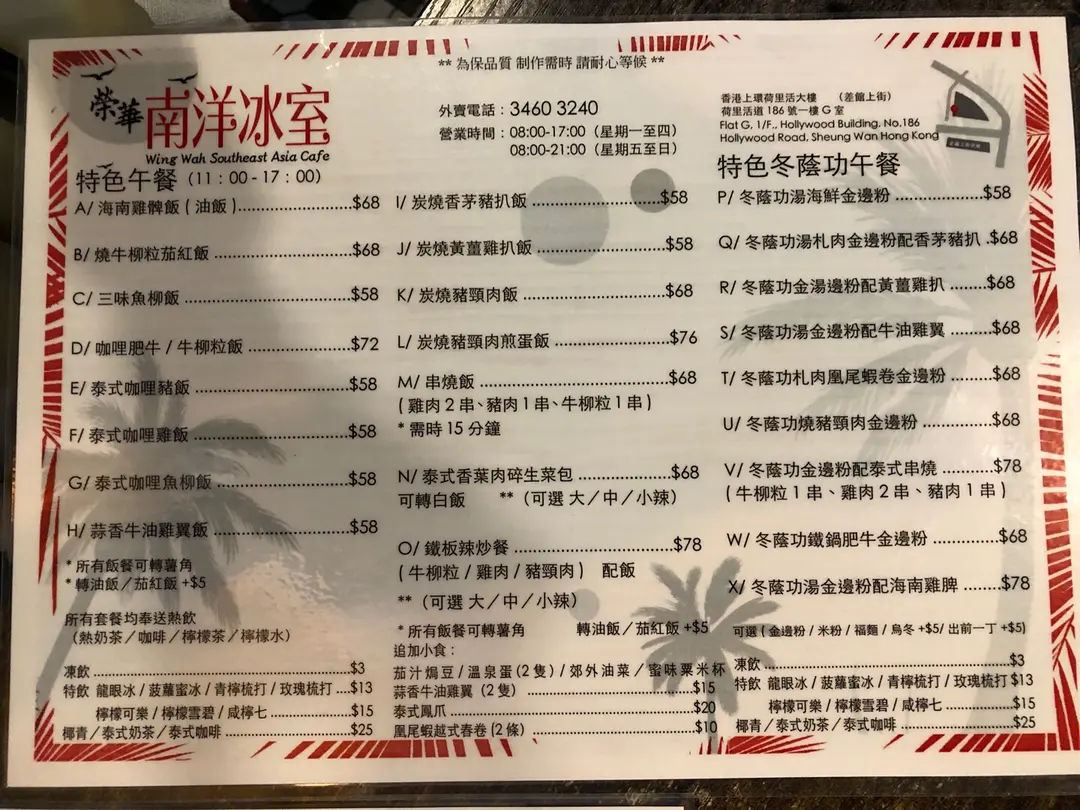 ** 為保品質 制作需時 請耐心等候 **
榮華 南洋冰室
Wing Wah Southeast Asia Cafe
外賣電話 : 3460 3240
營業時間 : 08:00-17:00（星期一至四）
08:00-21:00（星期五至日）
香港上環荷里活大樓　（差館上街）
荷里活道 186 號一樓 G 室
Flat G, 1/F., Hollywood Building, No.186
Hollywood Road, Sheung Wan Hong Kong
特色午餐（11 : 00 - 17 : 00）
A/ 海南雞髀飯 ( 油飯 )........................$68
B/ 燒牛柳粒茄紅飯 ........................$68
C/ 三味魚柳飯 ........................$58
D/ 咖哩肥牛 / 牛柳粒飯 ........................$72
E/ 泰式咖哩豬飯 ........................$58
F/ 泰式咖哩雞飯 ........................$58
G/ 泰式咖哩魚柳飯 ........................$58
H/ 蒜香牛油雞翼飯 ........................$58
* 所有飯餐可轉薯角
* 轉油飯／茄紅飯 +$5
所有套餐均奉送熱飲
（熱奶茶／咖啡／檸檬茶／檸檬水）
凍飲 ........................$3
特飲 龍眼冰／菠蘿蜜冰／青檸梳打／玫瑰梳打 ....$13
檸檬可樂 / 檸檬雪碧 / 咸檸七 ........................$15
椰青／泰式奶茶／泰式咖啡 ........................$25
I/ 炭燒香茅豬扒飯 ........................$58
J/ 炭燒黃薑雞扒飯 ........................$58
K/ 炭燒豬頸肉飯 ........................$68
L/ 炭燒豬頸肉煎蛋飯 ........................$76
M/ 串燒飯 ........................$68
( 雞肉 2 串、豬肉 1 串、牛柳粒 1 串 )
* 需時 15 分鐘
N/ 泰式香葉肉碎生菜包 ........................$68
可轉白飯　　**（可選 大／中／小辣）
O/ 鐵板辣炒餐 ........................$78
( 牛柳粒 / 雞肉 / 豬頸肉 )　配飯
**（可選 大／中／小辣）
* 所有飯餐可轉薯角　　轉油飯／茄紅飯 +$5
追加小食 :
茄汁焗豆 / 溫泉蛋 (2 隻) / 郊外油菜 / 蜜味粟米杯
蒜香牛油雞翼（2 隻） ........................$15
泰式鳳爪 ........................$20
凰尾蝦越式春卷 (2 條) ........................$10
特色冬蔭功午餐
P/ 冬蔭功湯海鮮金邊粉 ........................$58
Q/ 冬蔭功湯札肉金邊粉配香茅豬扒 .$68
R/ 冬蔭功金湯邊粉配黃薑雞扒 .......$68
S/ 冬蔭功湯金邊粉配牛油雞翼 ........$68
T/ 冬蔭功札肉凰尾蝦卷金邊粉 ........$68
U/ 冬蔭功燒豬頸肉金邊粉 ............$68
V/ 冬蔭功金邊粉配泰式串燒 ..........$78
( 牛柳粒 1 串、雞肉 2 串、豬肉 1 串 )
W/ 冬蔭功鐵鍋肥牛金邊粉 ............$68
X/ 冬蔭功湯金邊粉配海南雞髀 ........$78
可選 ( 金邊粉 / 米粉 / 福麵 / 烏冬 +$5/ 出前一丁 +$5)
凍飲 ........................$3
特飲 龍眼冰／菠蘿蜜冰／青檸梳打／玫瑰梳打 $13
檸檬可樂 / 檸檬雪碧 / 咸檸七 ........................$15
椰青／泰式奶茶／泰式咖啡 ........................$25